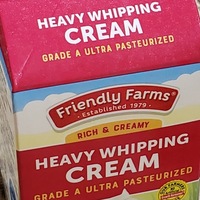 HEAVY WHIPPING
CREAM
GRADE A ULTRA PASTEURIZED
Friendly Farms®
• Established 1979 •
RICH & CREAMY
HEAVY WHIPPING
CREAM
GRADE A ULTRA PASTEURIZED